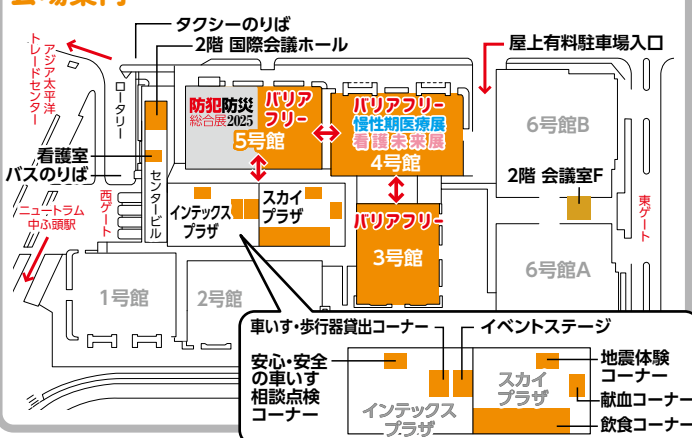 会場案内
タクシーのりば
2階 国際会議ホール
屋上有料駐車場入口
アジア太平洋
トレードセンター
ロータリー
防犯防災
総合展2025
バリア
フリー
5号館
バリアフリー
慢性期医療展
看護未来展
4号館
6号館B
看護室
バスのりば
2階 会議室F
センタービル
西ゲート
インテックス
プラザ
スカイ
プラザ
バリアフリー
3号館
東ゲート
ニュートラム
中ふ頭駅
1号館
2号館
6号館A
車いす・歩行器貸出コーナー
イベントステージ
安心・安全
の車いす
相談点検
コーナー
インテックス
プラザ
スカイ
プラザ
地震体験
コーナー
献血コーナー
飲食コーナー